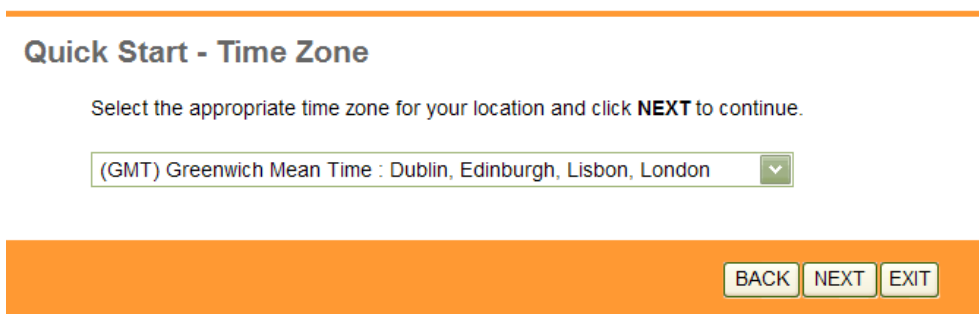 Quick Start - Time Zone
Select the appropriate time zone for your location and click NEXT to continue.
(GMT) Greenwich Mean Time : Dublin, Edinburgh, Lisbon, London
BACK NEXT EXIT